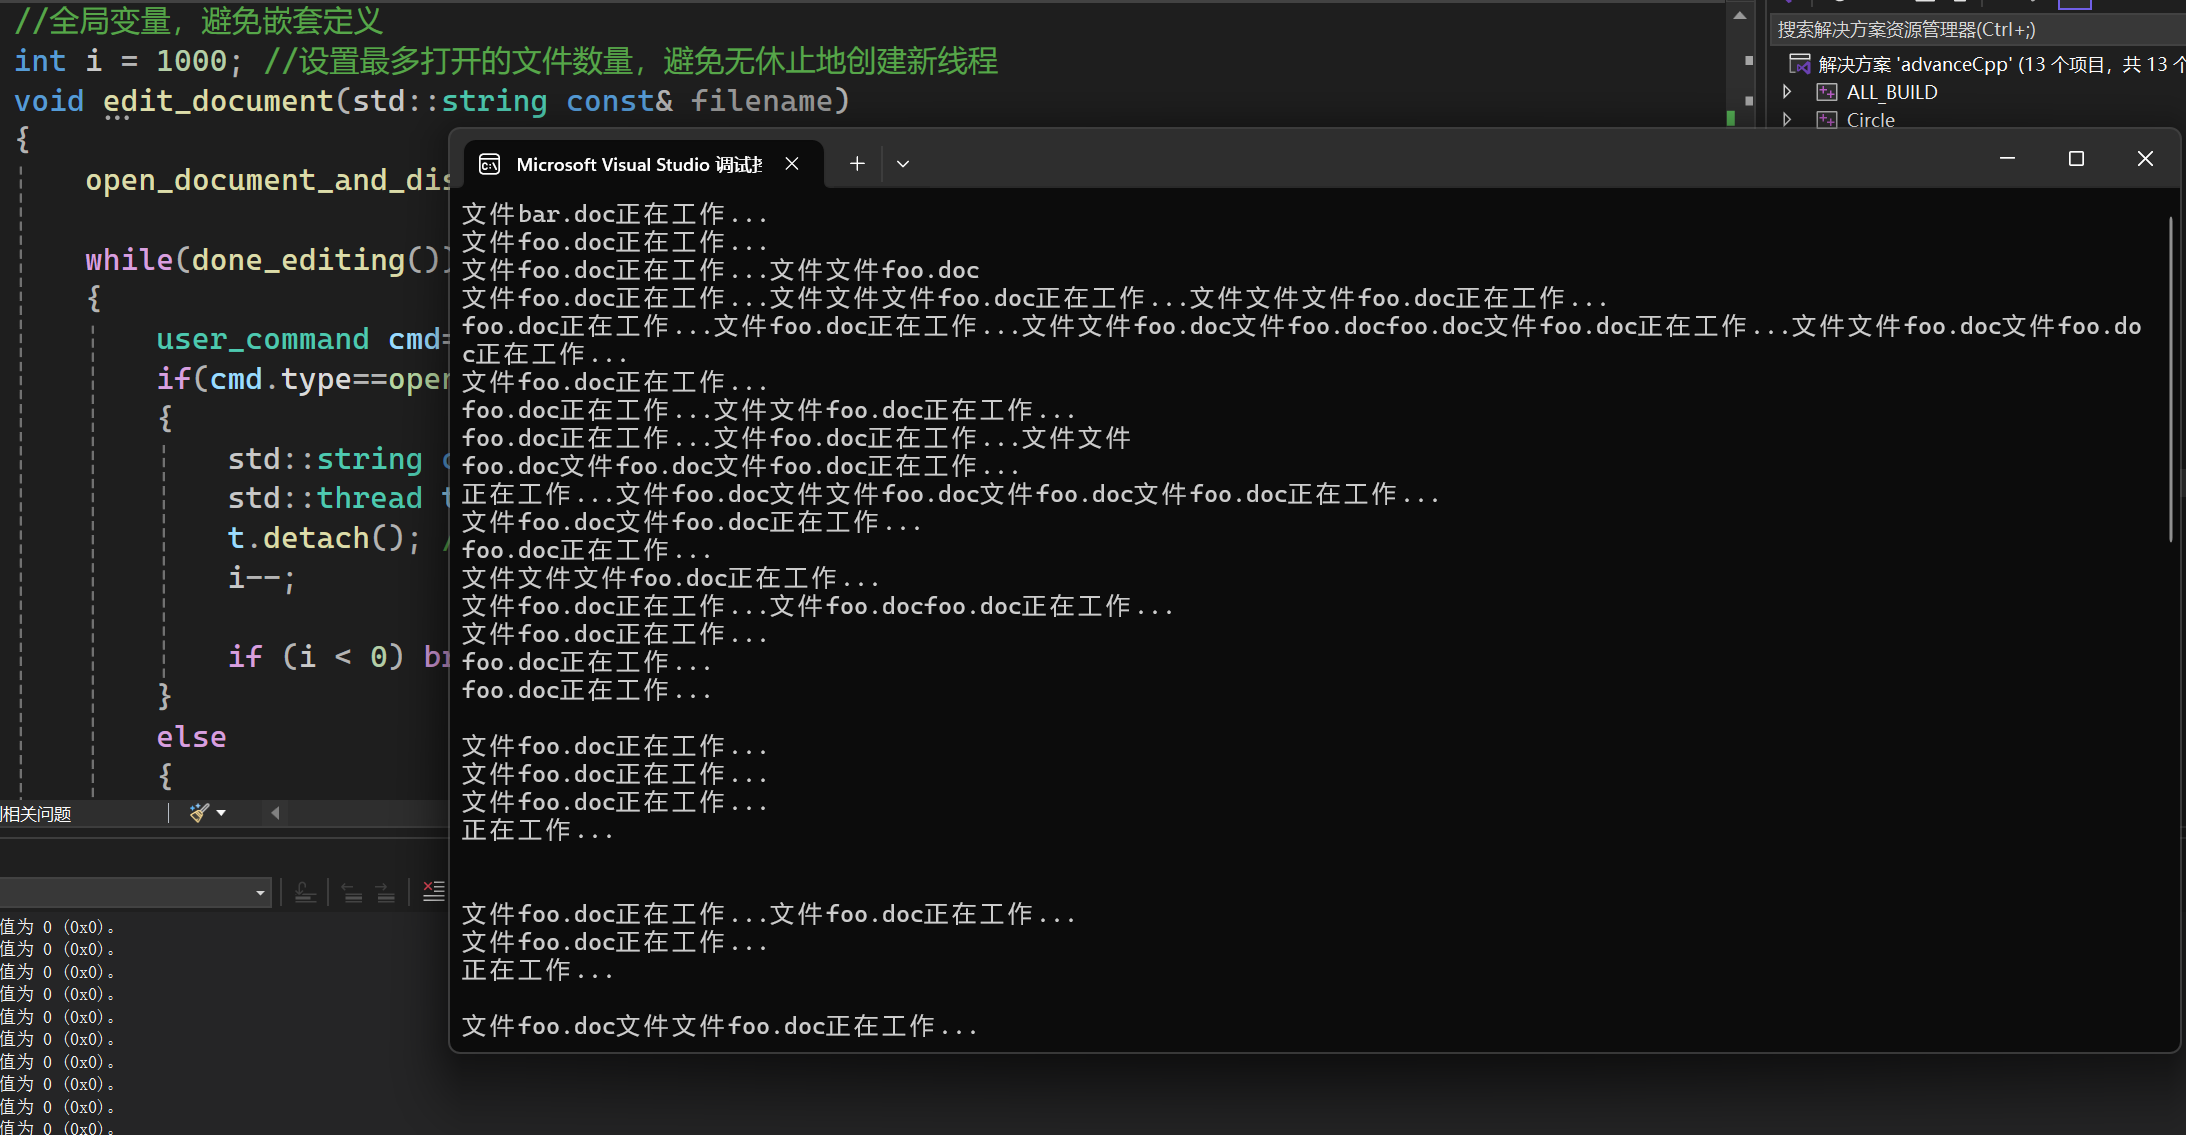 //全局变量，避免嵌套定义
int i = 1000; //设置最多打开的文件数量，避免无休止地创建新线程
void edit_document(std::string const& filename)
{
open_document_and_dis
while(done_editing())
{
user_command cmd=
if(cmd.type==open
{
std::string
std::thread
t.detach(); /
i--;
if (i < 0) br
}
else
{
相关问题
值为 0 (0x0)。
值为 0 (0x0)。
值为 0 (0x0)。
值为 0 (0x0)。
值为 0 (0x0)。
值为 0 (0x0)。
值为 0 (0x0)。
值为 0 (0x0)。
值为 0 (0x0)。
值为 0 (0x0)。
搜索解决方案资源管理器(Ctrl+;)
解决方案 'advanceCpp' (13 个项目，共 13 个
ALL_BUILD
Circle
Microsoft Visual Studio 调试控
文件bar.doc正在工作...
文件foo.doc正在工作...
文件foo.doc正在工作...文件文件foo.doc
文件foo.doc正在工作...文件文件文件foo.doc正在工作...文件文件文件foo.doc正在工作...
foo.doc正在工作...文件foo.doc正在工作...文件文件foo.doc文件foo.docfoo.doc文件foo.doc正在工作...文件文件foo.doc文件foo.do
c正在工作...
文件foo.doc正在工作...
foo.doc正在工作...文件文件foo.doc正在工作...
foo.doc正在工作...文件foo.doc正在工作...文件文件
foo.doc文件foo.doc文件foo.doc正在工作...
正在工作...文件foo.doc文件文件foo.doc文件foo.doc文件foo.doc正在工作...
文件foo.doc文件foo.doc正在工作...
foo.doc正在工作...
文件文件文件foo.doc正在工作...
文件foo.doc正在工作...文件foo.docfoo.doc正在工作...
文件foo.doc正在工作...
foo.doc正在工作...
foo.doc正在工作...
文件foo.doc正在工作...
文件foo.doc正在工作...
文件foo.doc正在工作...
正在工作...
文件foo.doc正在工作...文件foo.doc正在工作...
文件foo.doc正在工作...
正在工作...
文件foo.doc文件文件foo.doc正在工作...